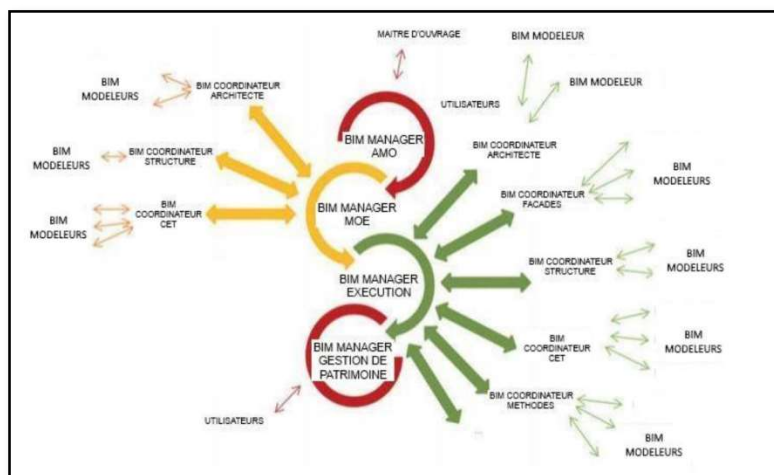 MAITRE D'OUVRAGE
BIM MODELEUR
BIM MODELEUR
UTILISATEURS
BIM
MODELEURS
BIM COORDINATEUR
ARCHITECTE
BIM MANAGER
AMO
BIM COORDINATEUR
ARCHITECTE
BIM
MODELEURS
BIM COORDINATEUR
STRUCTURE
BIM COORDINATEUR
FACADES
BIM
MODELEURS
BIM
MODELEURS
BIM
COORDINATEUR
CET
BIM MANAGER
MOE
BIM MANAGER
EXECUTION
BIM COORDINATEUR
STRUCTURE
BIM
MODELEURS
BIM MANAGER
GESTION DE
PATRIMOINE
BIM
COORDINATEUR
CET
BIM
MODELEURS
BIM COORDINATEUR
METHODES
UTILISATEURS
BIM
MODELEURS